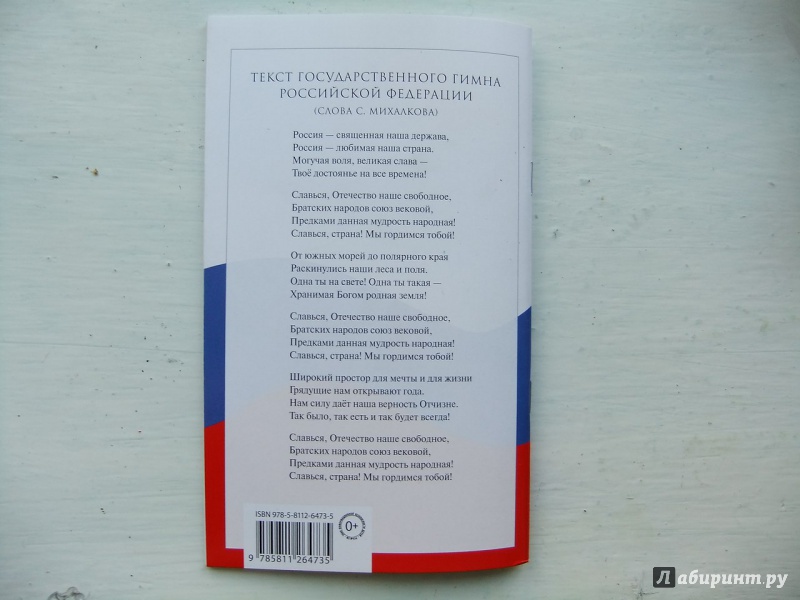 ТЕКСТ ГОСУДАРСТВЕННОГО ГИМНА
РОССИЙСКОЙ ФЕДЕРАЦИИ
(СЛОВА С. МИХАЛКОВА)
Россия — священная наша держава,
Россия — любимая наша страна.
Могучая воля, великая слава —
Твоё достоянье на все времена!
Славься, Отечество наше свободное,
Братских народов союз вековой,
Предками данная мудрость народная!
Славься, страна! Мы гордимся тобой!
От южных морей до полярного края
Раскинулись наши леса и поля.
Одна ты на свете! Одна ты такая —
Хранимая Богом родная земля!
Славься, Отечество наше свободное,
Братских народов союз вековой,
Предками данная мудрость народная!
Славься, страна! Мы гордимся тобой!
Широкий простор для мечты и для жизни
Грядущие нам открывают года.
Нам силу даёт наша верность Отчизне.
Так было, так есть и так будет всегда!
Славься, Отечество наше свободное,
Братских народов союз вековой,
Предками данная мудрость народная!
Славься, страна! Мы гордимся тобой!
ISBN 978-5-8112-6473-5
0+
9 785811 264735
Лабиринт.ру